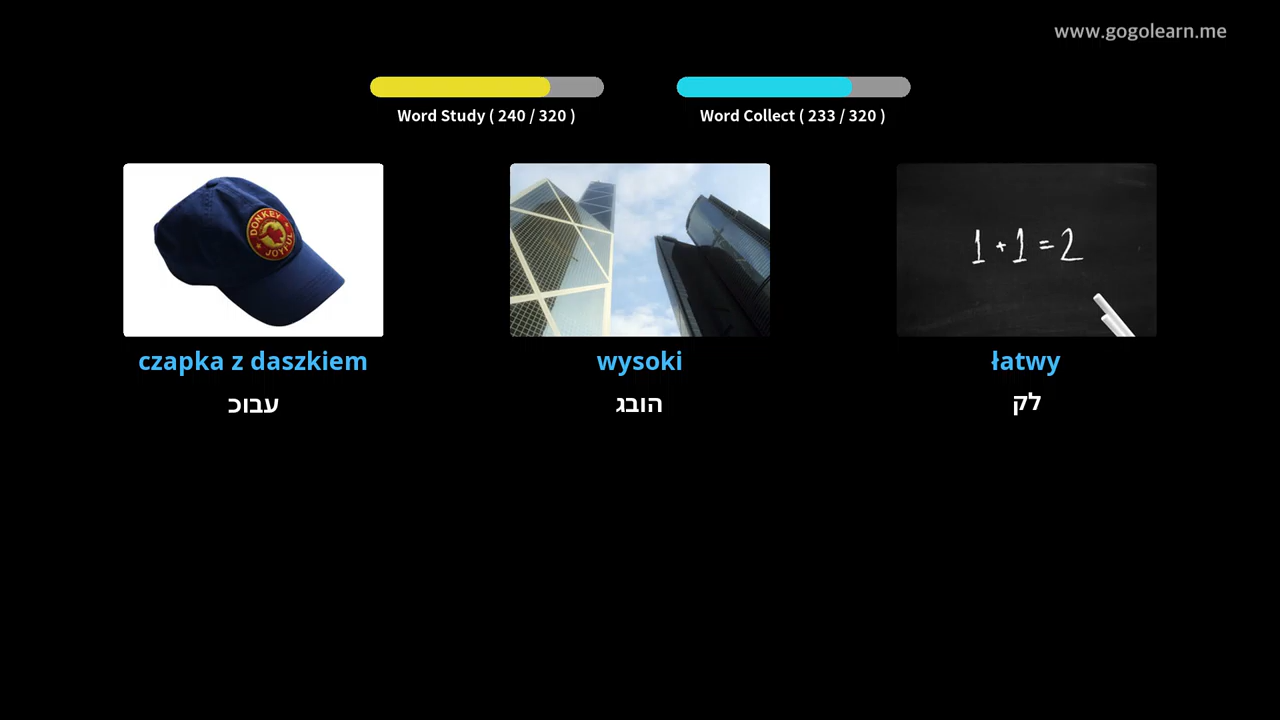 www.gogolearn.me
Word Study ( 240 / 320 )
Word Collect ( 233 / 320 )
DONKEY
JOYFUL
1 + 1 = 2
czapka z daszkiem
wysoki
łatwy
עבוכ
הובג
לק